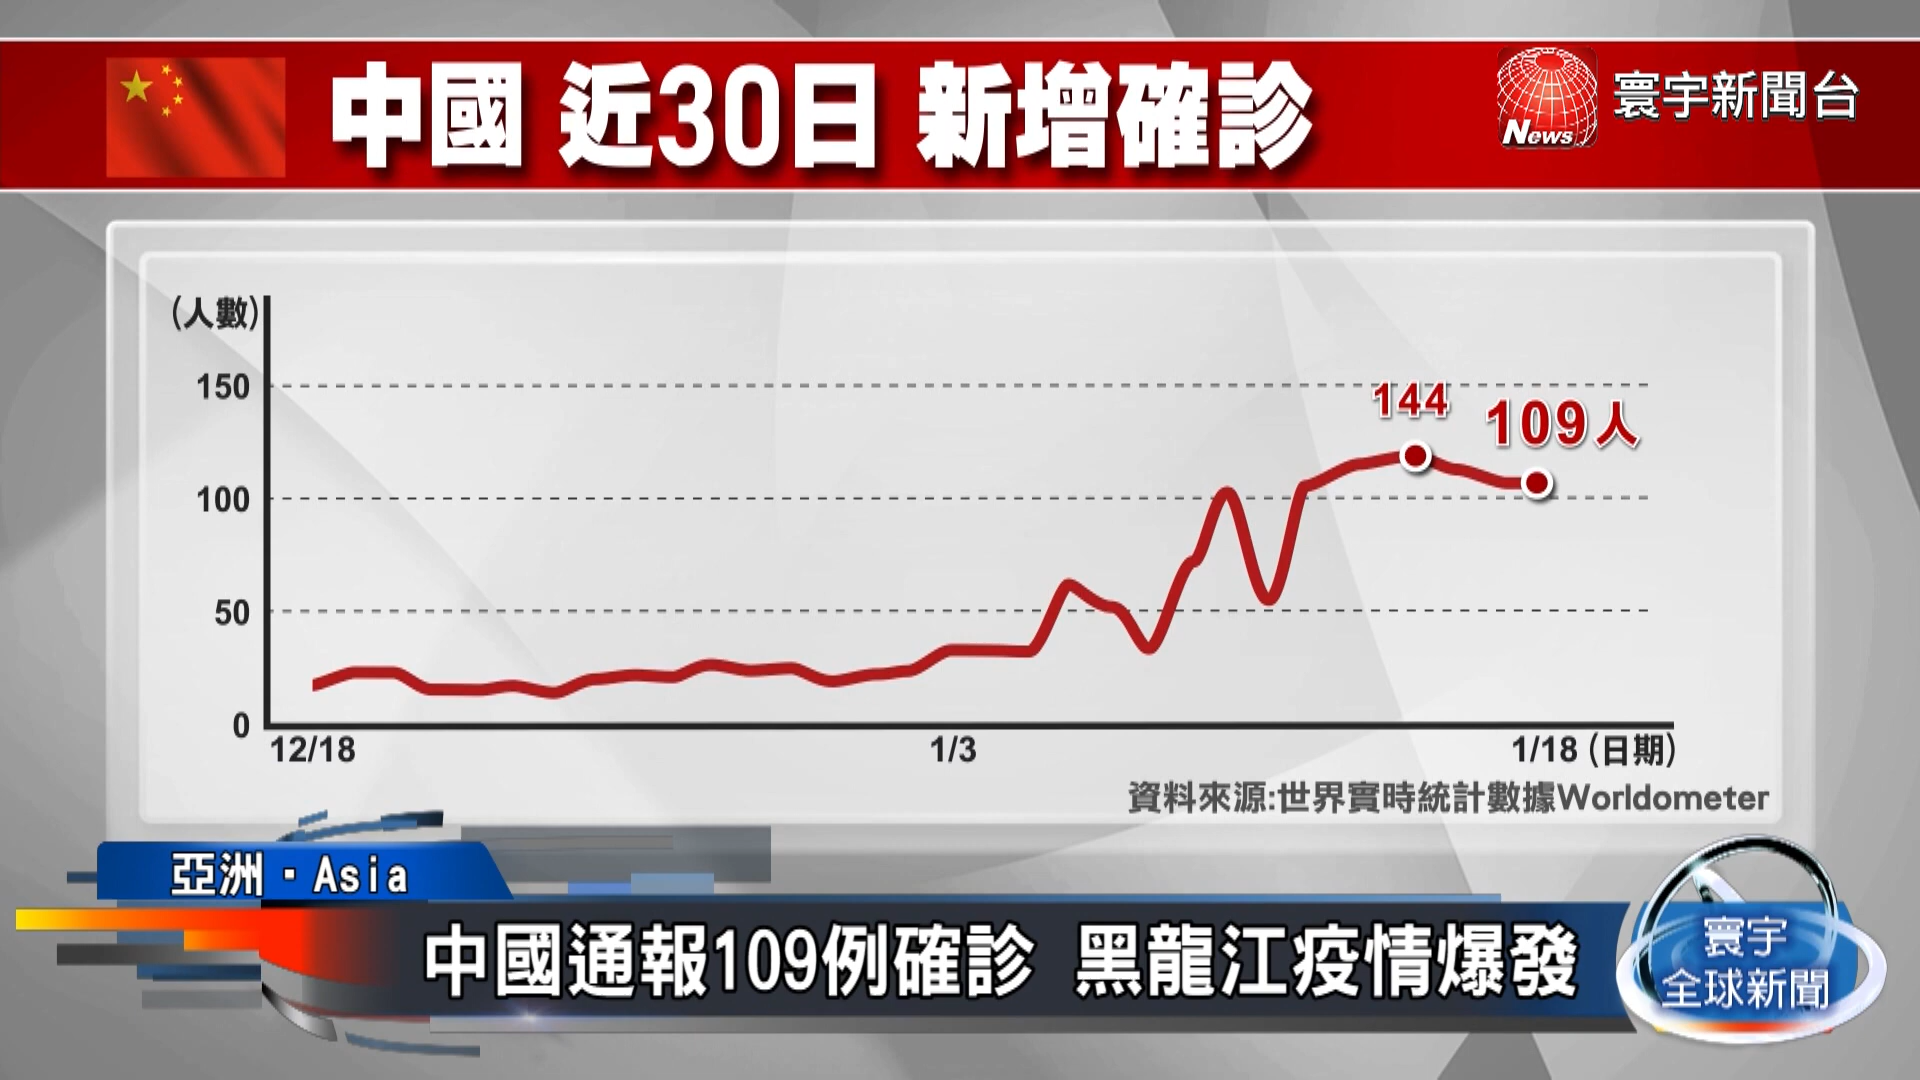 中國 近30日 新增確診
News 寰宇新聞台
(人數)
150
144
109人
100
50
0
12/18 1/3 1/18 (日期)
資料來源:世界實時統計數據Worldometer
亞洲·Asia
中國通報109例確診 黑龍江疫情爆發
寰宇
全球新聞